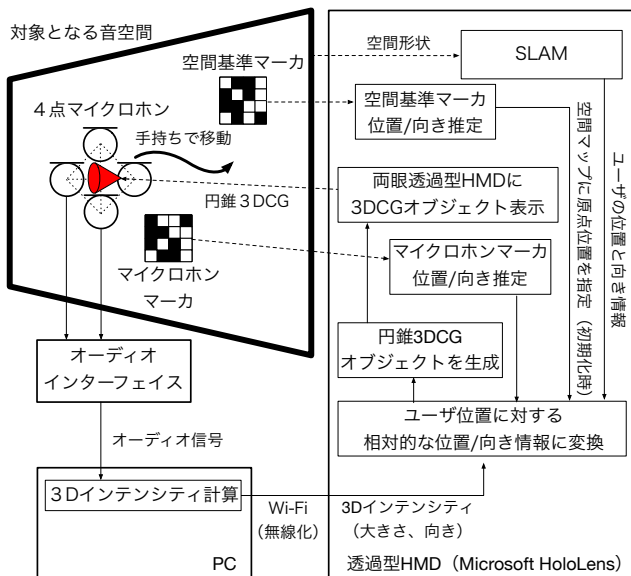 対象となる音空間
空間基準マーカ
4点マイクロホン
手持ちで移動
円錐3DCG
マイクロホン
マーカ
オーディオ
インターフェイス
オーディオ信号
3Dインテンシティ計算
PC
Wi-Fi
(無線化)
空間形状
SLAM
空間基準マーカ
位置/向き推定
両眼透過型HMDに
3DCGオブジェクト表示
マイクロホンマーカ
位置/向き推定
円錐3DCG
オブジェクトを生成
ユーザ位置に対する
相対的な位置/向き情報に変換
空間マップに原点位置を指定(初期化時)
ユーザの位置と向き情報
3Dインテンシティ
(大きさ、向き)
透過型HMD(Microsoft HoloLens)